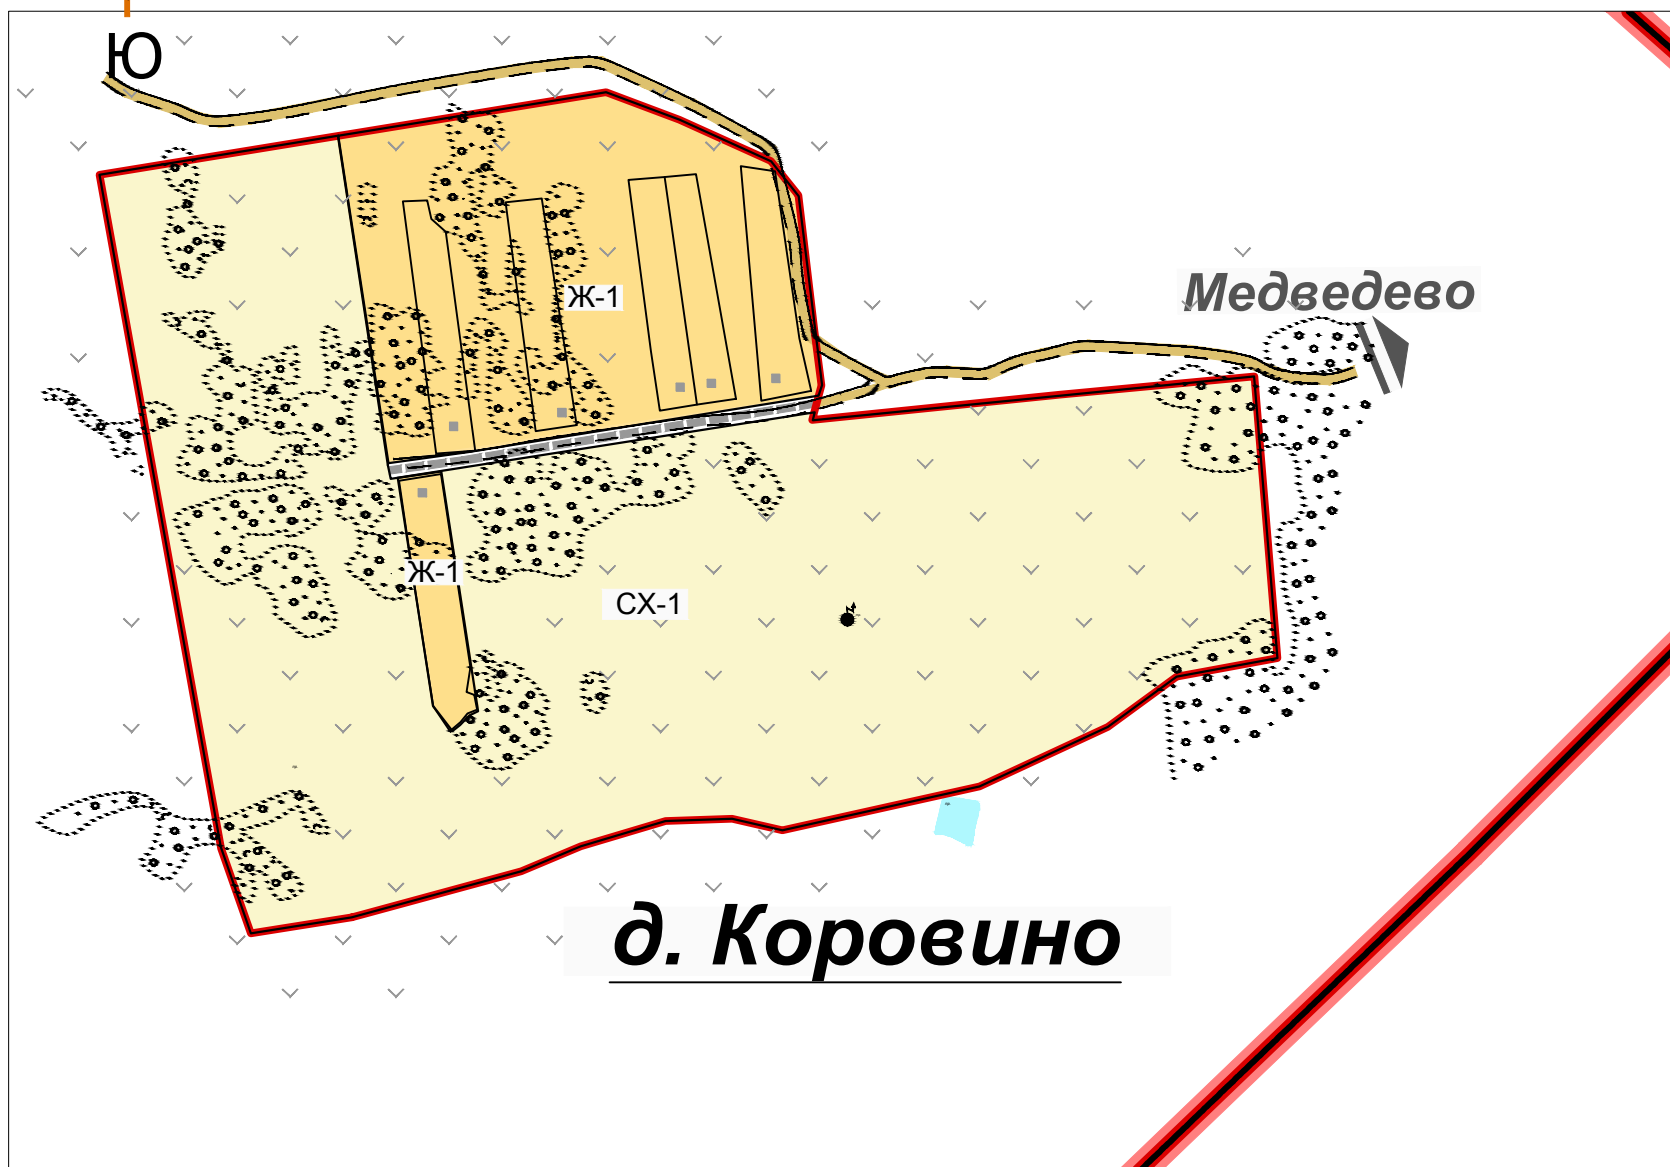 Ю
Медведево
Ж-1
Ж-1
СХ-1
д. Коровино